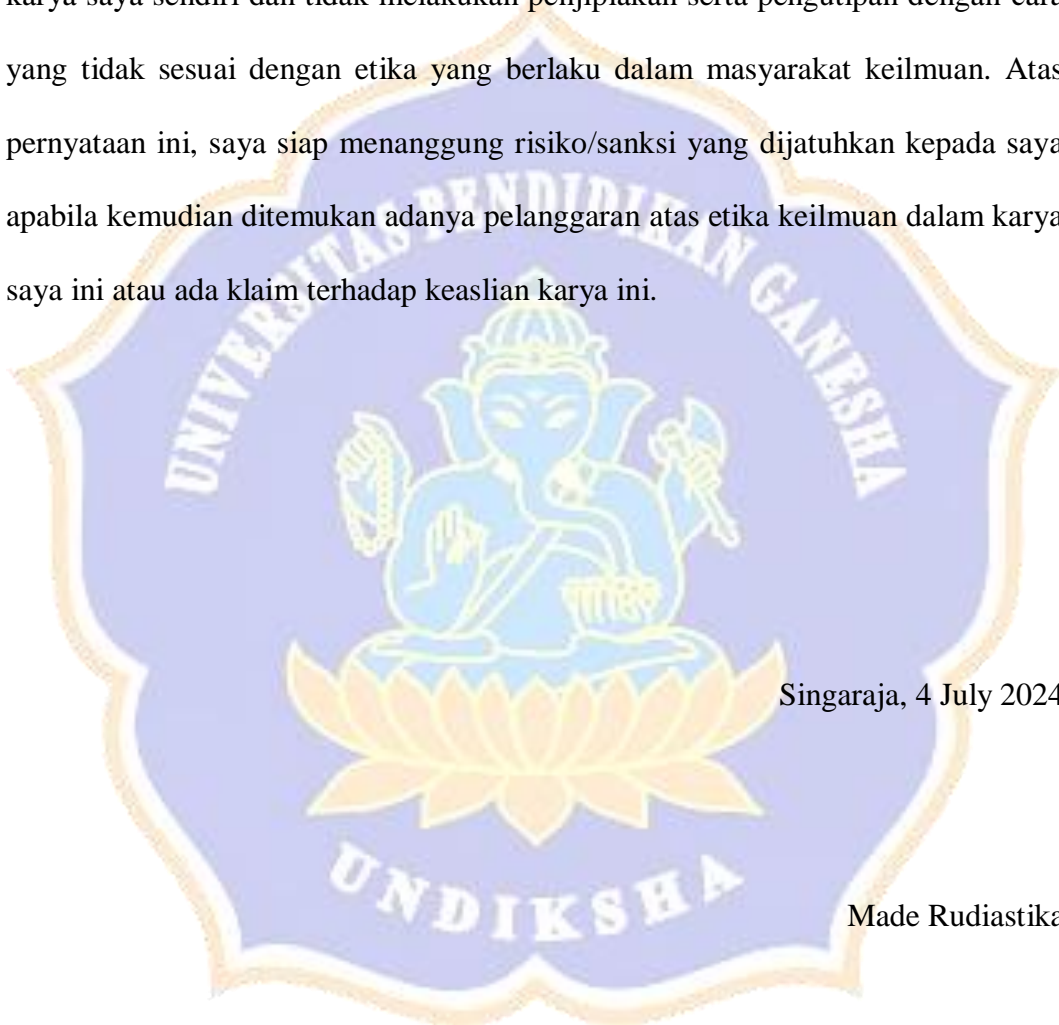 karya saya sendiri dan tidak melakukan penjiplakan serta pengutipan dengan cara
yang tidak sesuai dengan etika yang berlaku dalam masyarakat keilmuan. Atas
pernyataan ini, saya siap menanggung risiko/sanksi yang dijatuhkan kepada saya
apabila kemudian ditemukan adanya pelanggaran atas etika keilmuan dalam karya
saya ini atau ada klaim terhadap keaslian karya ini.
UNIVERSITAS PENDIDIKAN GANESHA
Singaraja, 4 July 2024
UNDIKSHA
Made Rudiastika